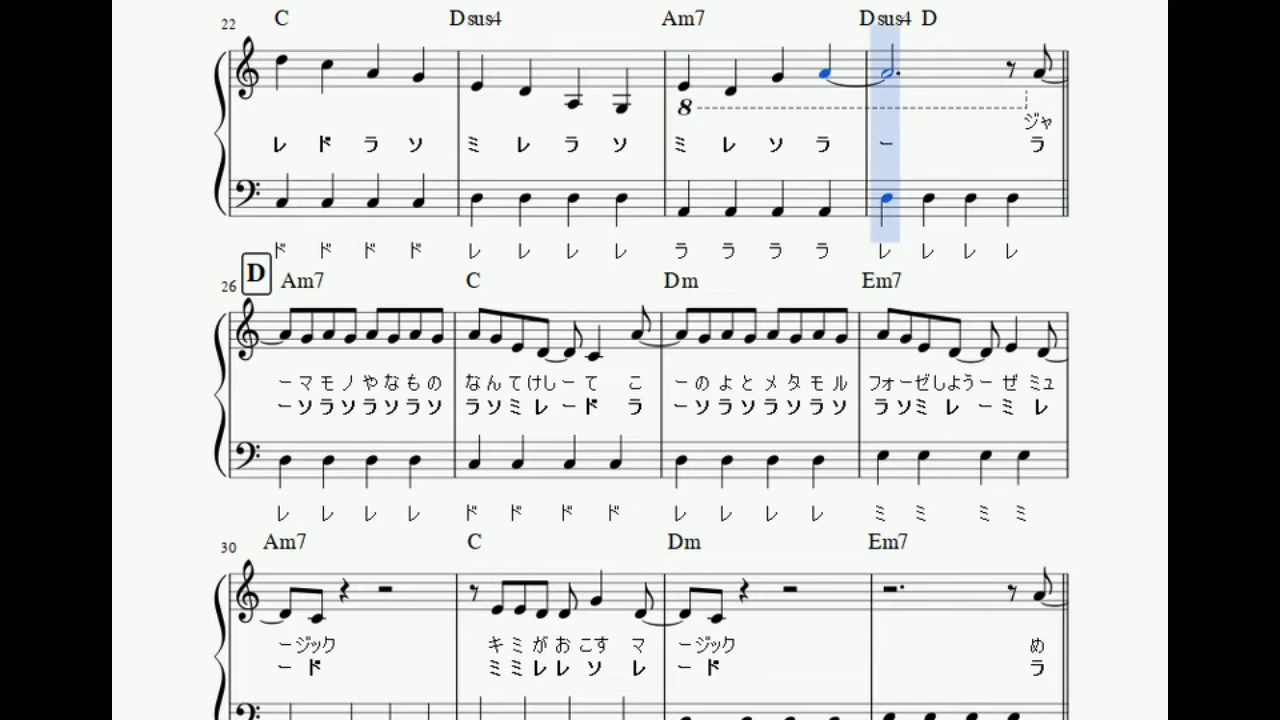 22 C Dsus4 Am7 Dsus4 D
8
ジャ
レ ド ラ ソ ミ レ ラ ソ ミ レ ソ ラ ー ラ
ド ド ド ド レ レ レ レ ラ ラ ラ ラ レ レ レ レ
D
26 Am7 C Dm Em7
ーマモノやなもの なんてけしーて こ ーのよとメタモル フォーゼしようーぜ ミュ
ーソラソラソラソ ラソミレード ラ ーソラソラソラソ ラソミレーミレ
レ レ レ レ ド ド ド ド レ レ レ レ ミ ミ ミ ミ
30 Am7 C Dm Em7
ージック キミがおこす マ ージック め
ード ミミレレソレ ード ラ